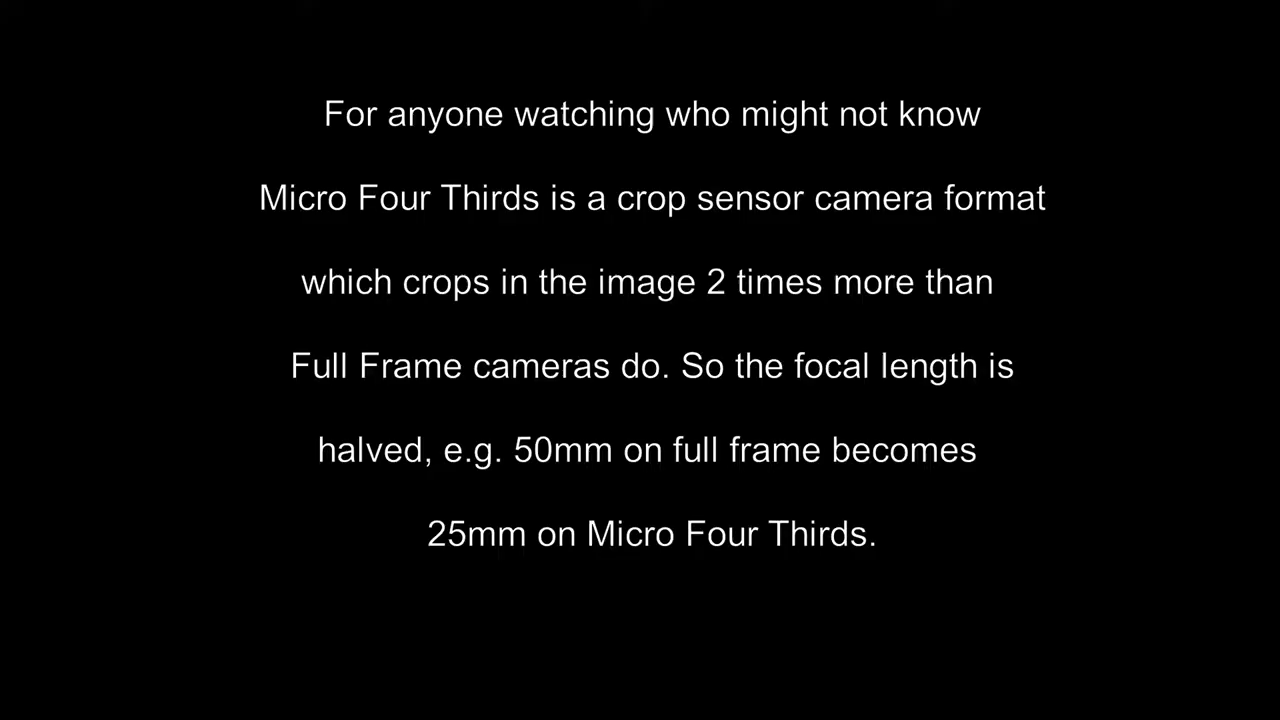 For anyone watching who might not know
Micro Four Thirds is a crop sensor camera format
which crops in the image 2 times more than
Full Frame cameras do. So the focal length is
halved, e.g. 50mm on full frame becomes
25mm on Micro Four Thirds.